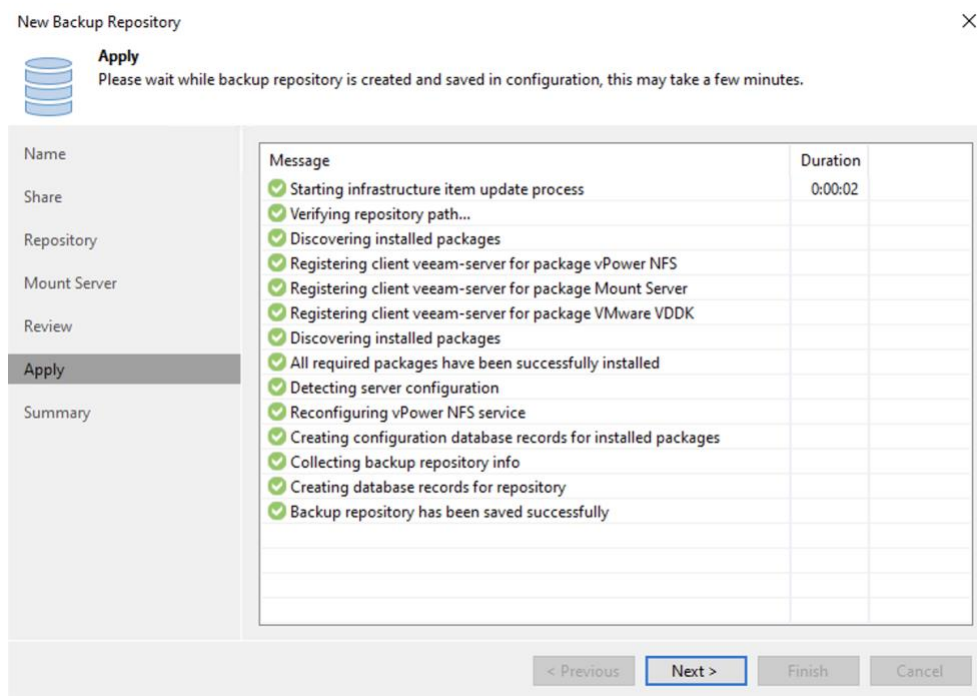 New Backup Repository
Apply
Please wait while backup repository is created and saved in configuration, this may take a few minutes.
Name
Share
Repository
Mount Server
Review
Apply
Summary
Message Duration
Starting infrastructure item update process 0:00:02
Verifying repository path...
Discovering installed packages
Registering client veeam-server for package vPower NFS
Registering client veeam-server for package Mount Server
Registering client veeam-server for package VMware VDDK
Discovering installed packages
All required packages have been successfully installed
Detecting server configuration
Reconfiguring vPower NFS service
Creating configuration database records for installed packages
Collecting backup repository info
Creating database records for repository
Backup repository has been saved successfully
< Previous Next > Finish Cancel